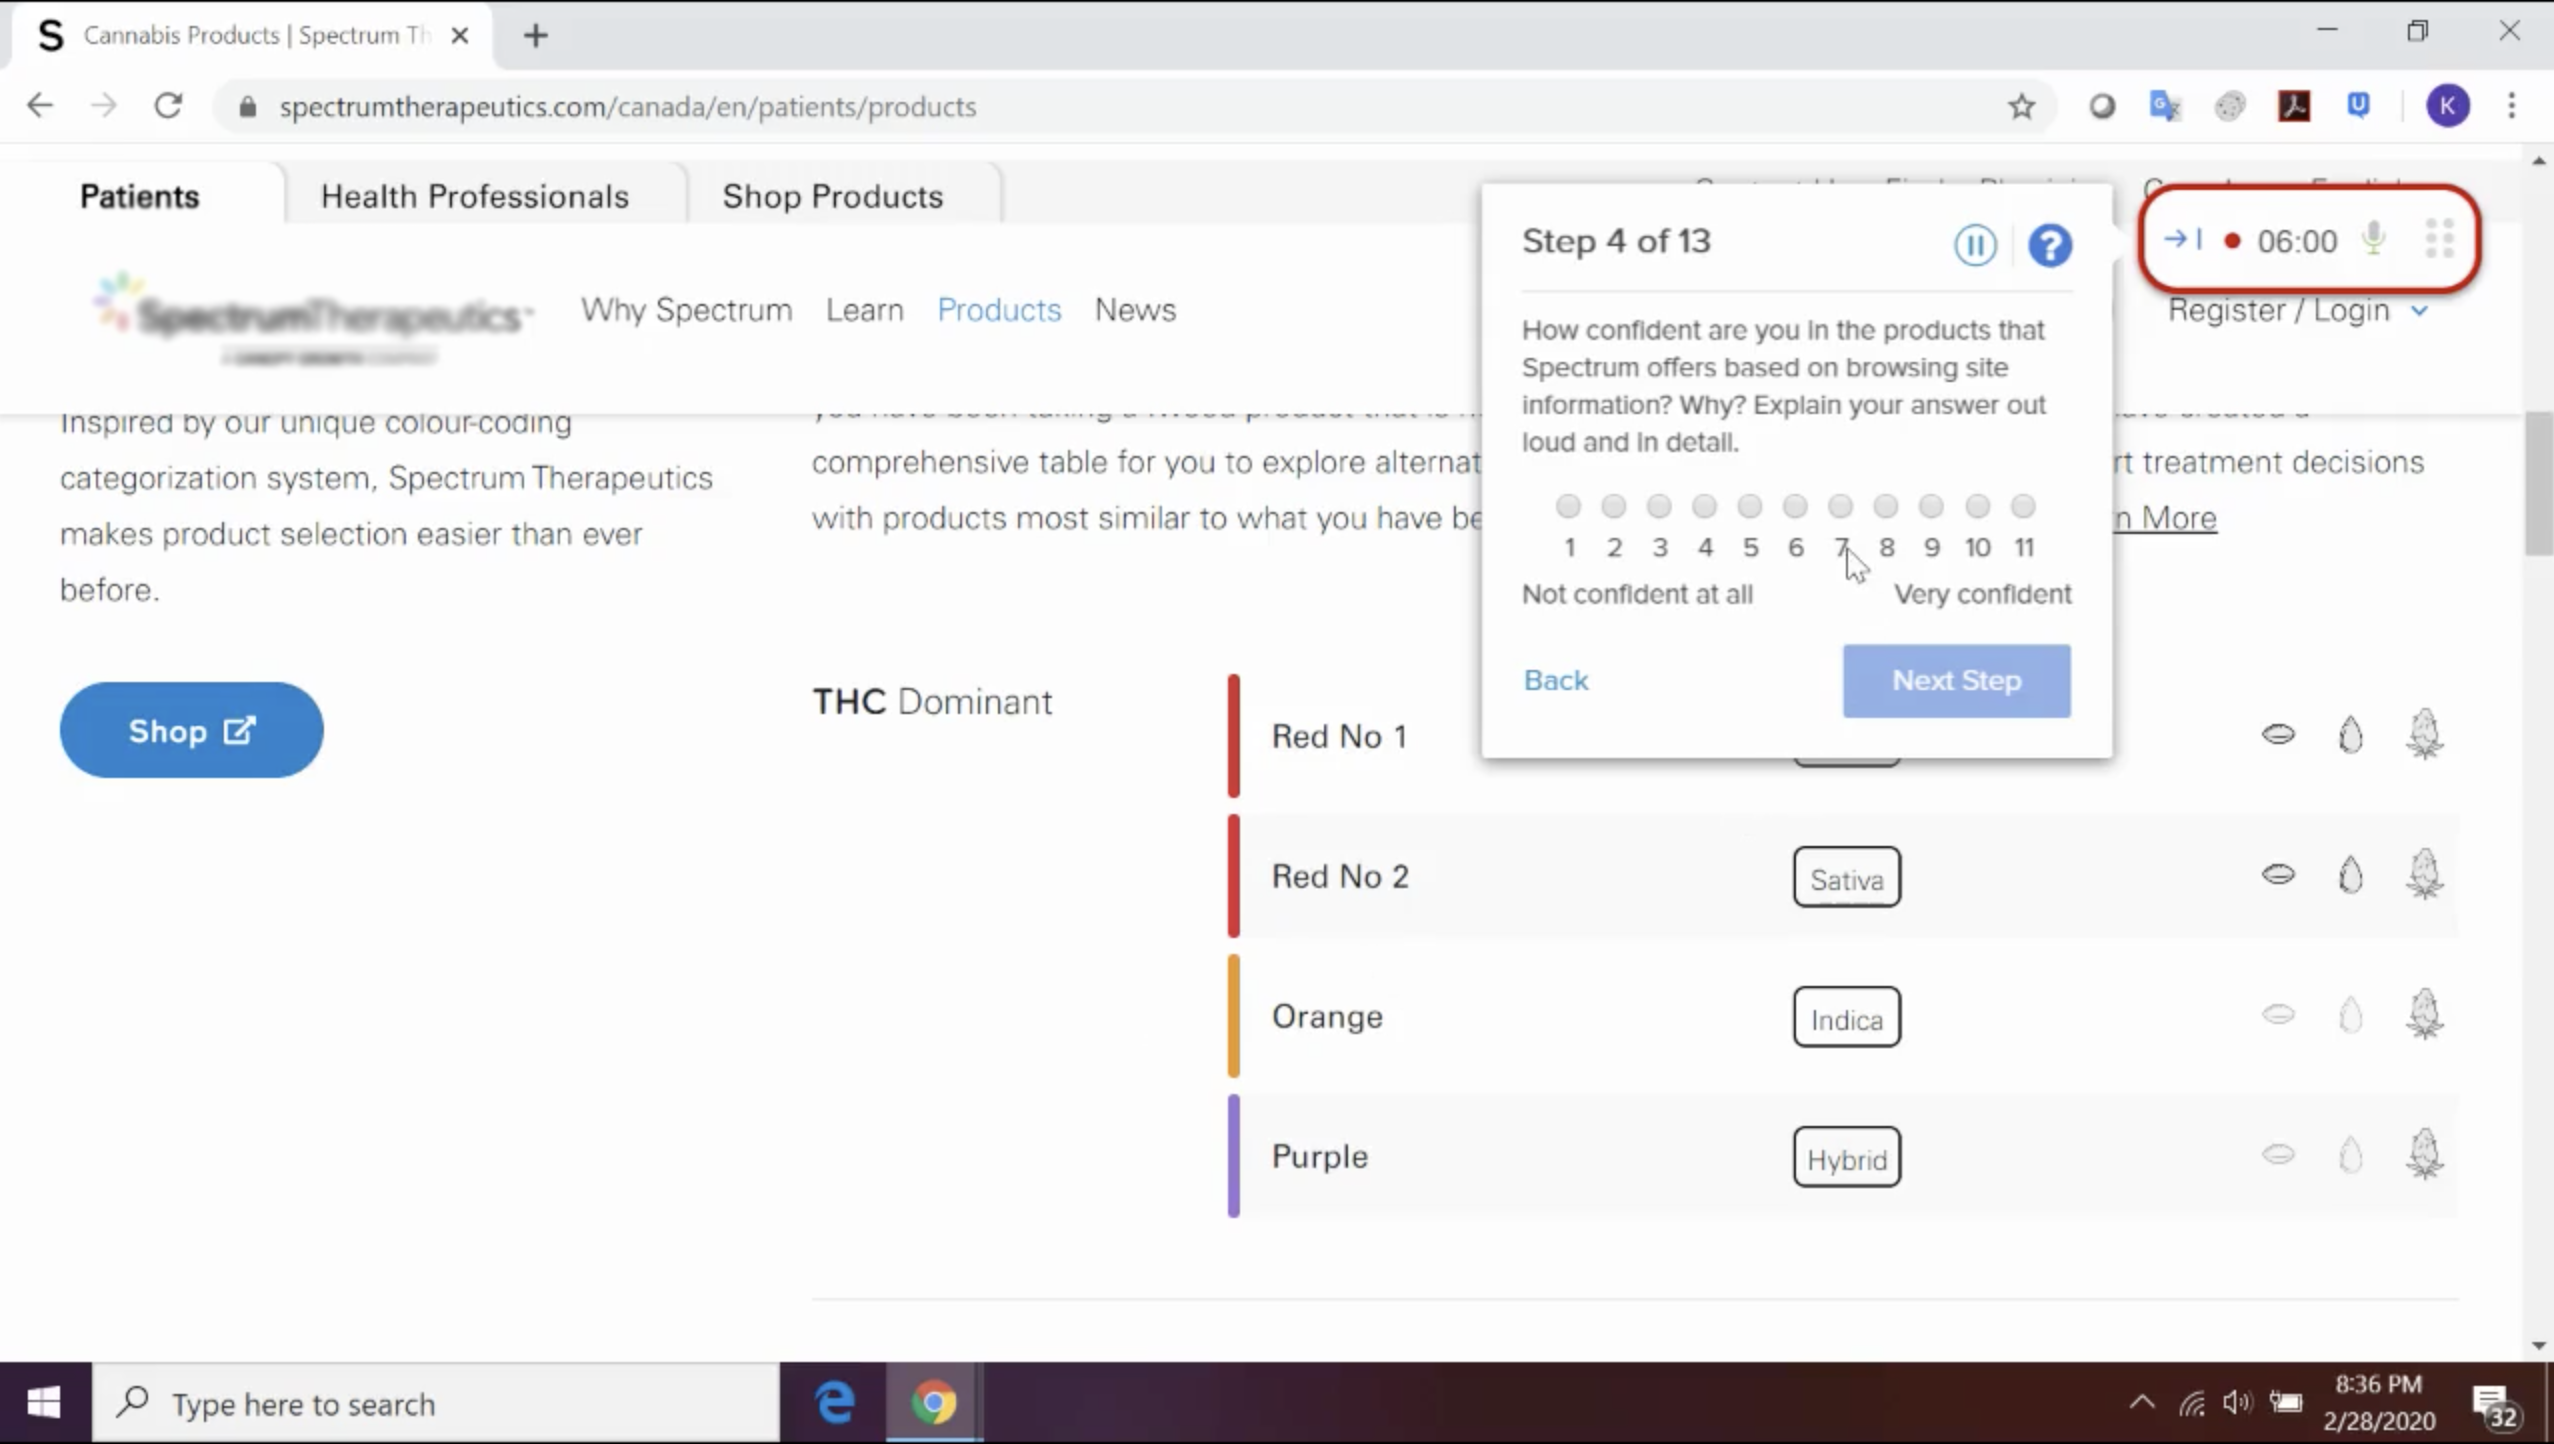 S Cannabis Products | Spectrum Th
spectrumtherapeutics.com/canada/en/patients/products
K
Patients
Health Professionals
Shop Products
SpectrumTherapeutics
Why Spectrum
Learn
Products
News
Register / Login
Step 4 of 13
06:00
How confident are you in the products that
Spectrum offers based on browsing site
information? Why? Explain your answer out
loud and in detail.
1 2 3 4 5 6 7 8 9 10 11
Not confident at all
Very confident
Back
Next Step
Inspired by our unique colour-coding
categorization system, Spectrum Therapeutics
makes product selection easier than ever
before.
Shop
comprehensive table for you to explore alternat
rt treatment decisions
with products most similar to what you have be
n More
THC Dominant
Red No 1
Red No 2
Sativa
Orange
Indica
Purple
Hybrid
Type here to search
8:36 PM
2/28/2020
32